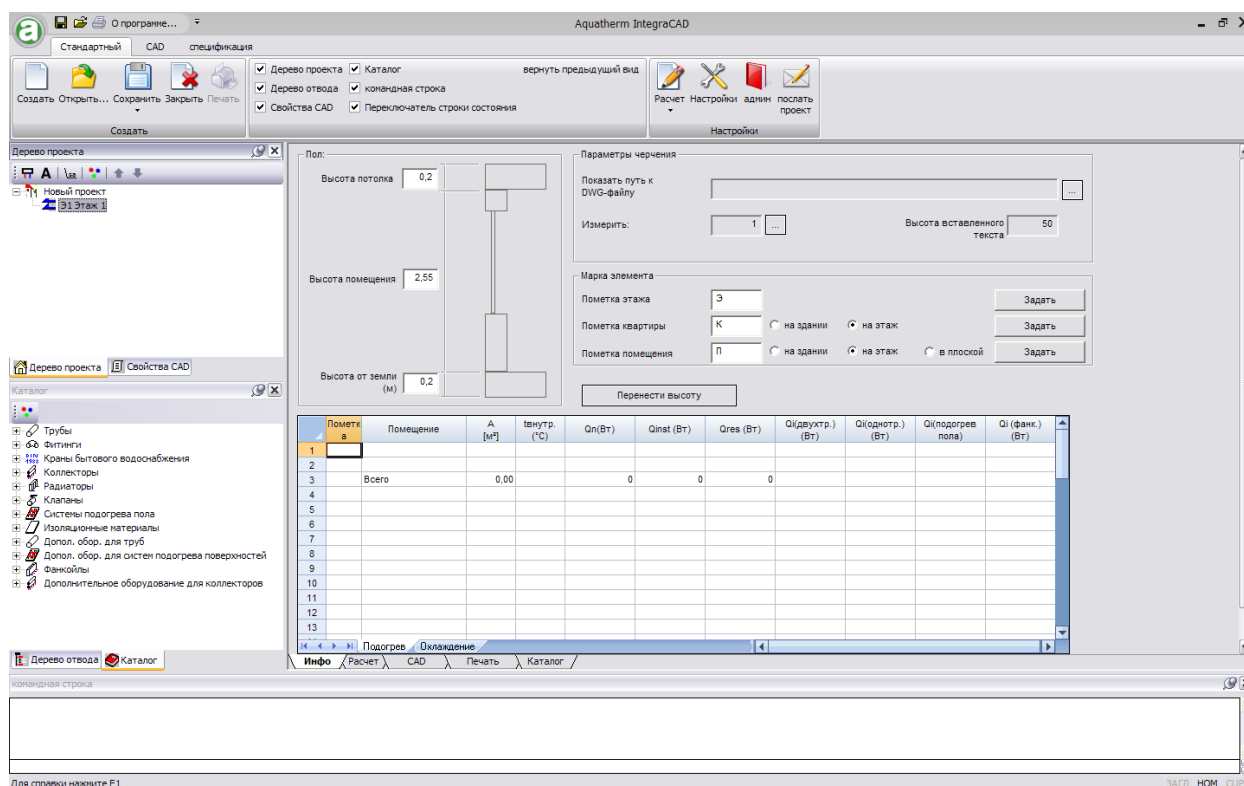 О программе...
Aquatherm IntegraCAD
Стандартный CAD спецификация
Создать Открыть... Сохранить Закрыть Печать
Создать
Дерево проекта Каталог вернуть предыдущий вид
Дерево отвода командная строка
Свойства CAD Переключатель строки состояния
Расчет Настройки админ послать проект
Настройки
Дерево проекта
Новый проект
Э1 Этаж 1
Дерево проекта Свойства CAD
Каталог
Трубы
Фитинги
Краны бытового водоснабжения
Коллекторы
Радиаторы
Клапаны
Системы подогрева пола
Изоляционные материалы
Допол. обор. для труб
Допол. обор. для систем подогрева поверхностей
Фанкойлы
Дополнительное оборудование для коллекторов
Дерево отвода Каталог
Пол:
Высота потолка 0,2
Высота помещения 2,55
Высота от земли
(м) 0,2
Параметры черчения
Показать путь к
DWG-файлу ...
Измерить: 1 ... Высота вставленного
текста 50
Марка элемента
Пометка этажа Э Задать
Пометка квартиры К на здании на этаж Задать
Пометка помещения П на здании на этаж в плоской Задать
Перенести высоту
Пометк
а Помещение A
[м²] tвнутр.
(°C) Qn(Вт) Qinst (Вт) Qres (Вт) Qi(двухтр.)
(Вт) Qi(однотр.)
(Вт) Qi(подогрев
пола) Qi (фанк.)
(Вт)
1
2
3 Всего 0,00 0 0 0
4
5
6
7
8
9
10
11
12
13
Подогрев Охлаждение
Инфо Расчет CAD Печать Каталог
командная строка
Для справки нажмите F1
ЗАГЛ НОМ